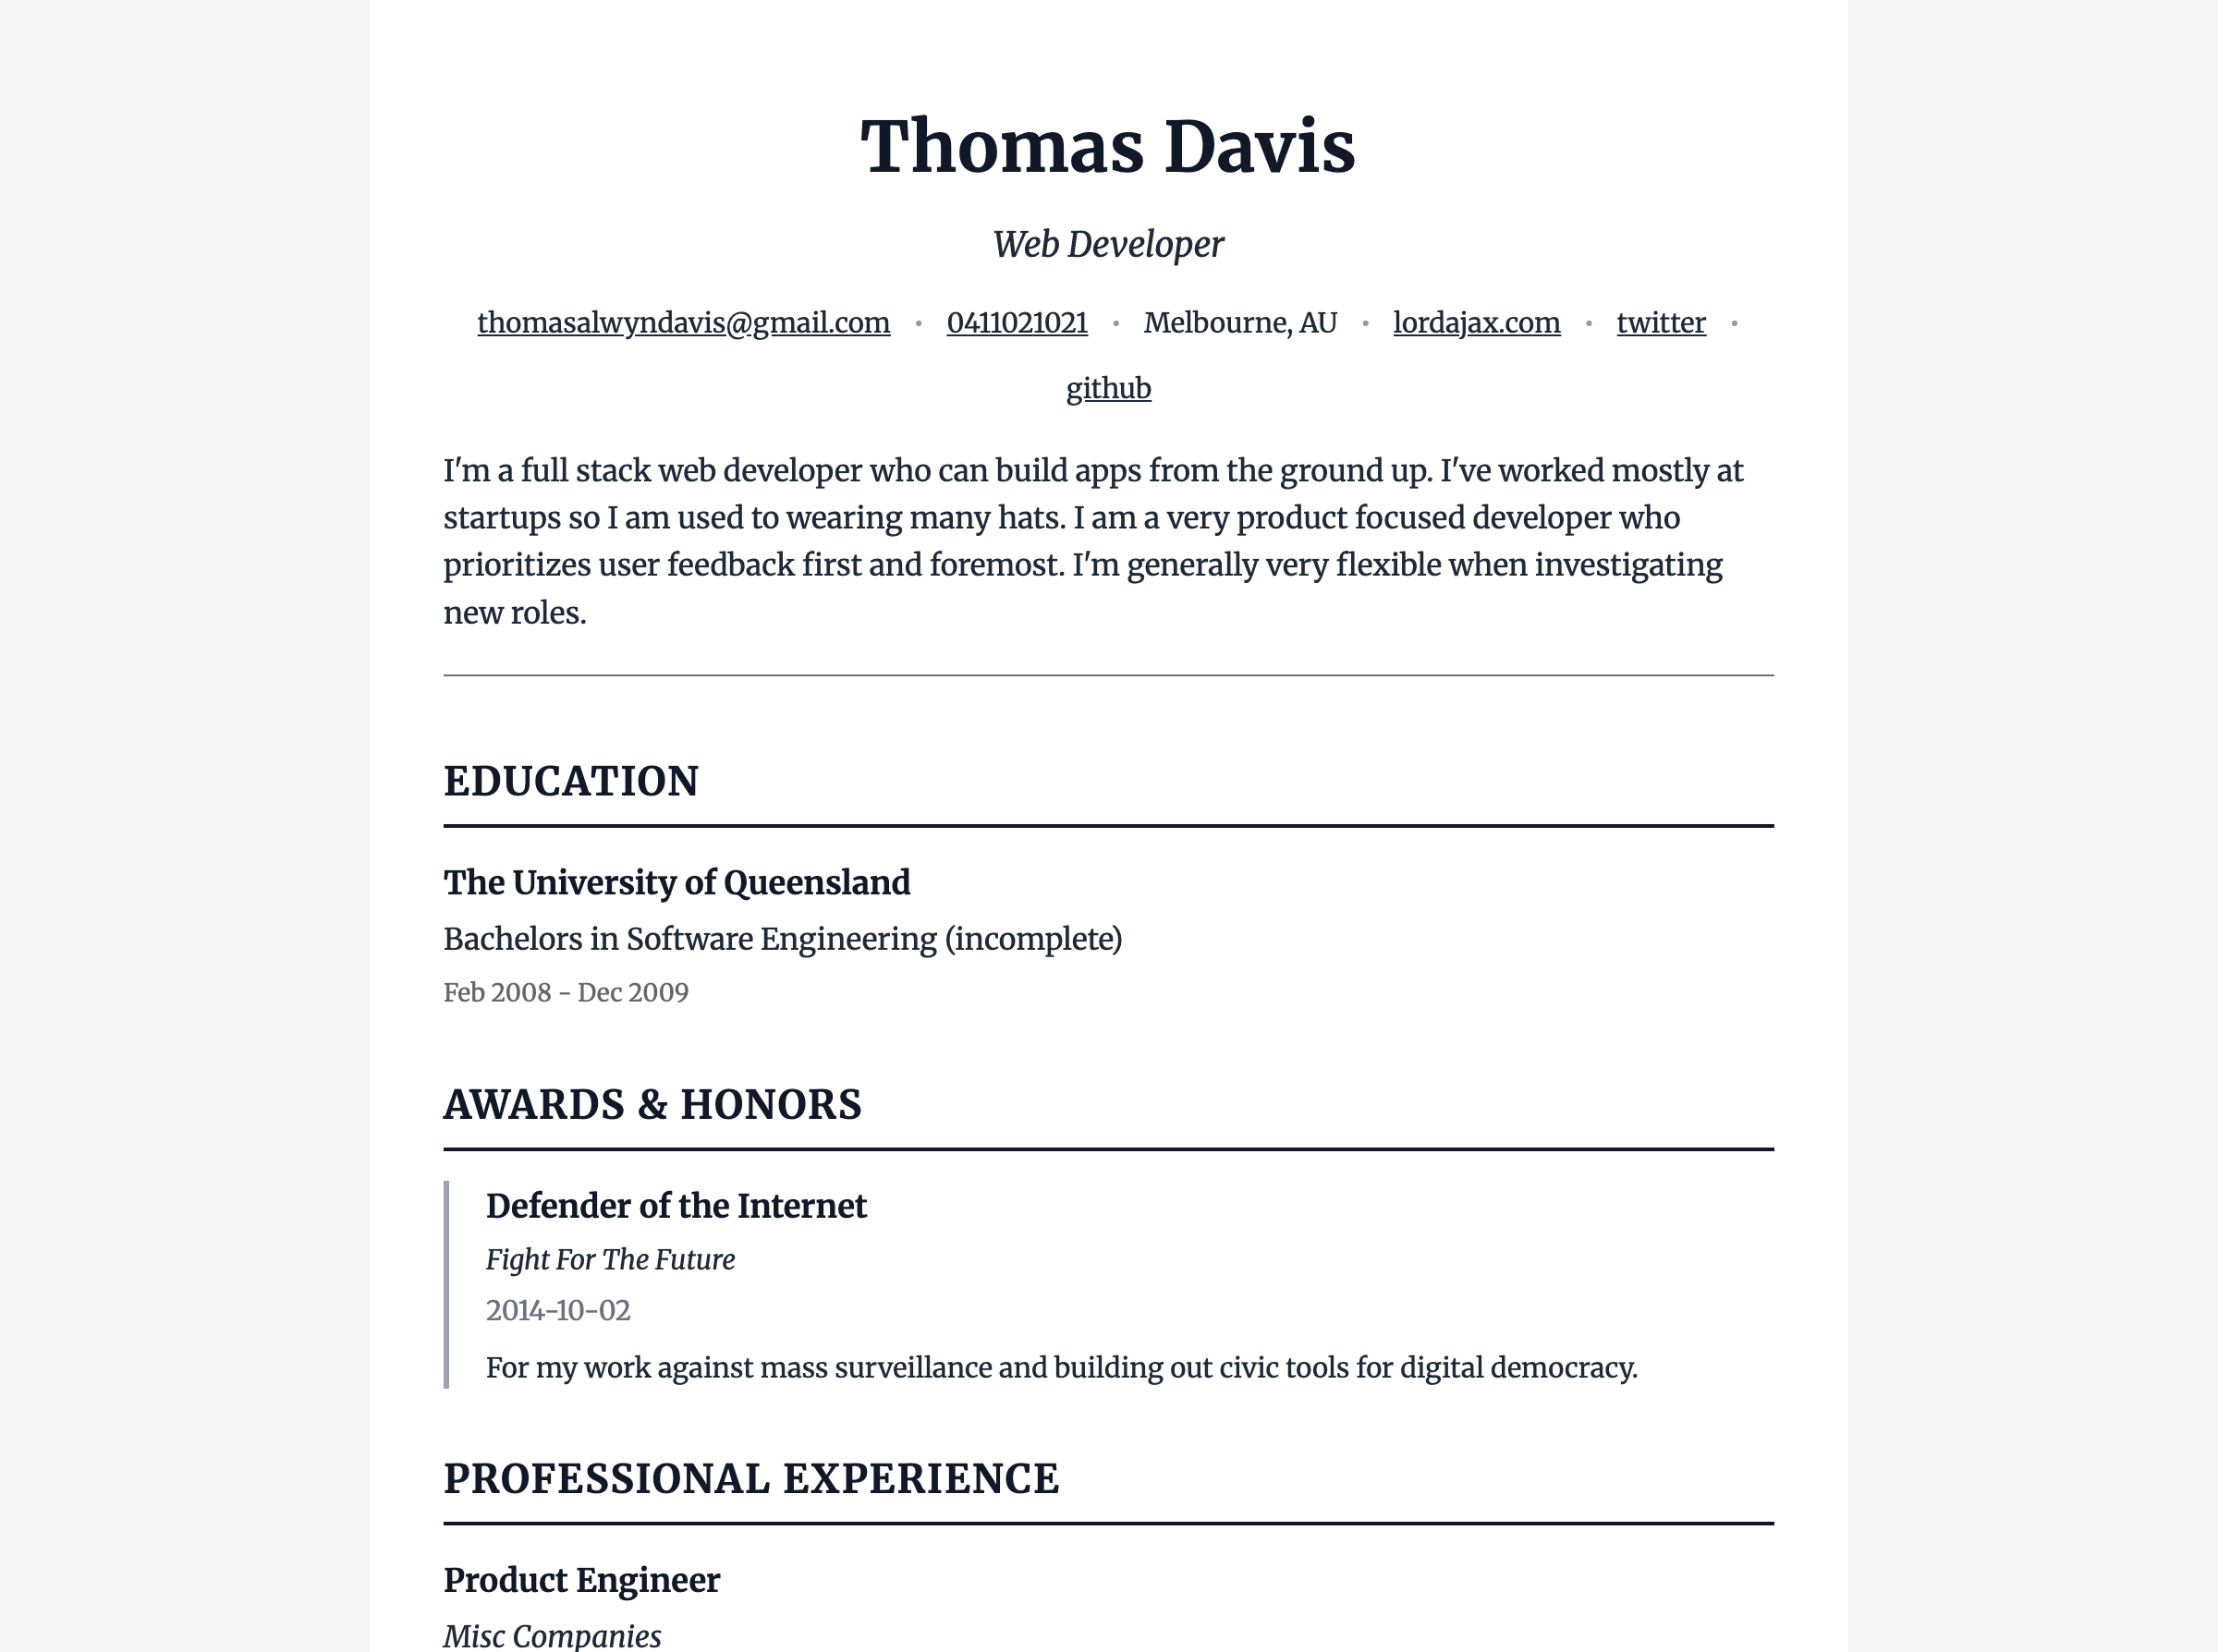 Thomas Davis
Web Developer
thomasalwyndavis@gmail.com • 0411021021 • Melbourne, AU • lordajax.com • twitter •
github
I'm a full stack web developer who can build apps from the ground up. I've worked mostly at
startups so I am used to wearing many hats. I am a very product focused developer who
prioritizes user feedback first and foremost. I'm generally very flexible when investigating
new roles.
EDUCATION
The University of Queensland
Bachelors in Software Engineering (incomplete)
Feb 2008 - Dec 2009
AWARDS & HONORS
Defender of the Internet
Fight For The Future
2014-10-02
For my work against mass surveillance and building out civic tools for digital democracy.
PROFESSIONAL EXPERIENCE
Product Engineer
Misc Companies